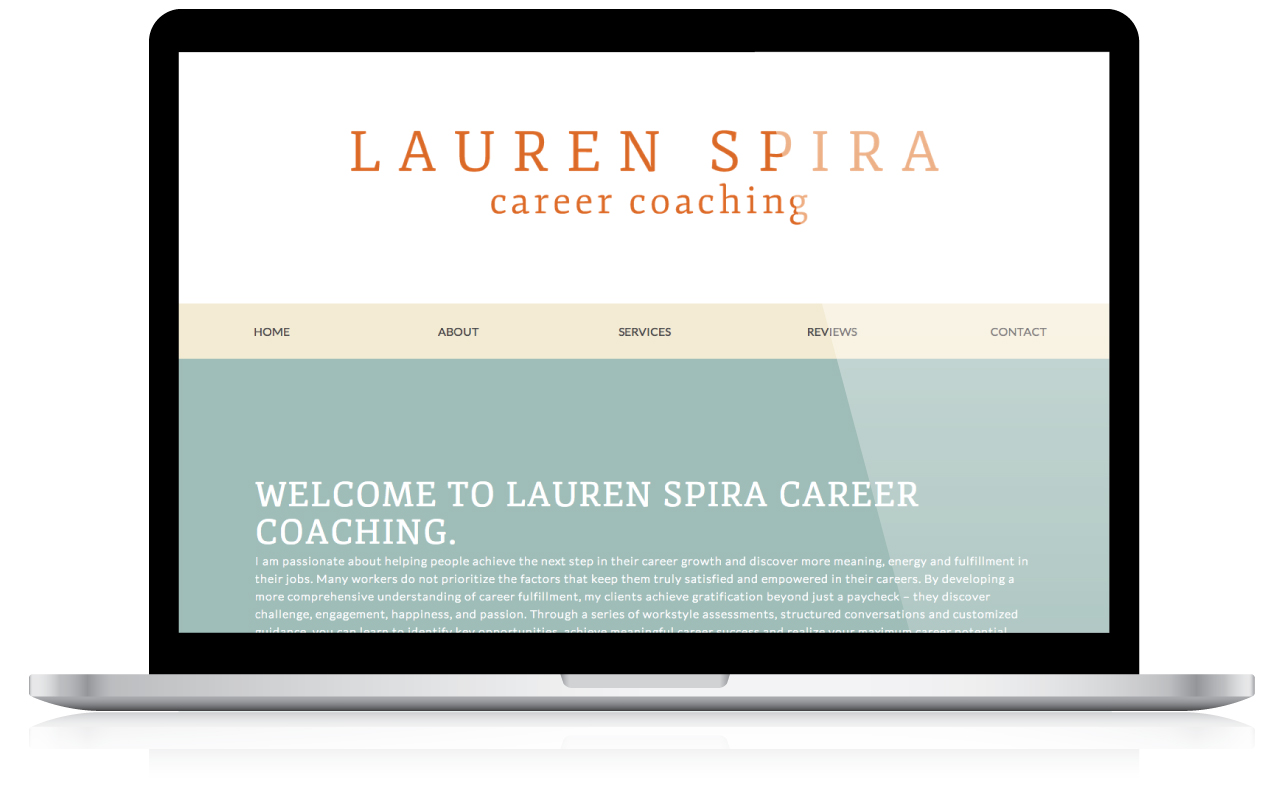 LAUREN SPIRA
career coaching
HOME ABOUT SERVICES REVIEWS CONTACT
WELCOME TO LAUREN SPIRA CAREER
COACHING.
I am passionate about helping people achieve the next step in their career growth and discover more meaning, energy and fulfillment in
their jobs. Many workers do not prioritize the factors that keep them truly satisfied and empowered in their careers. By developing a
more comprehensive understanding of career fulfillment, my clients achieve gratification beyond just a paycheck – they discover
challenge, engagement, happiness, and passion. Through a series of workstyle assessments, structured conversations and customized
guidance, you can learn to identify key opportunities, achieve meaningful career success and realize your maximum career potential.